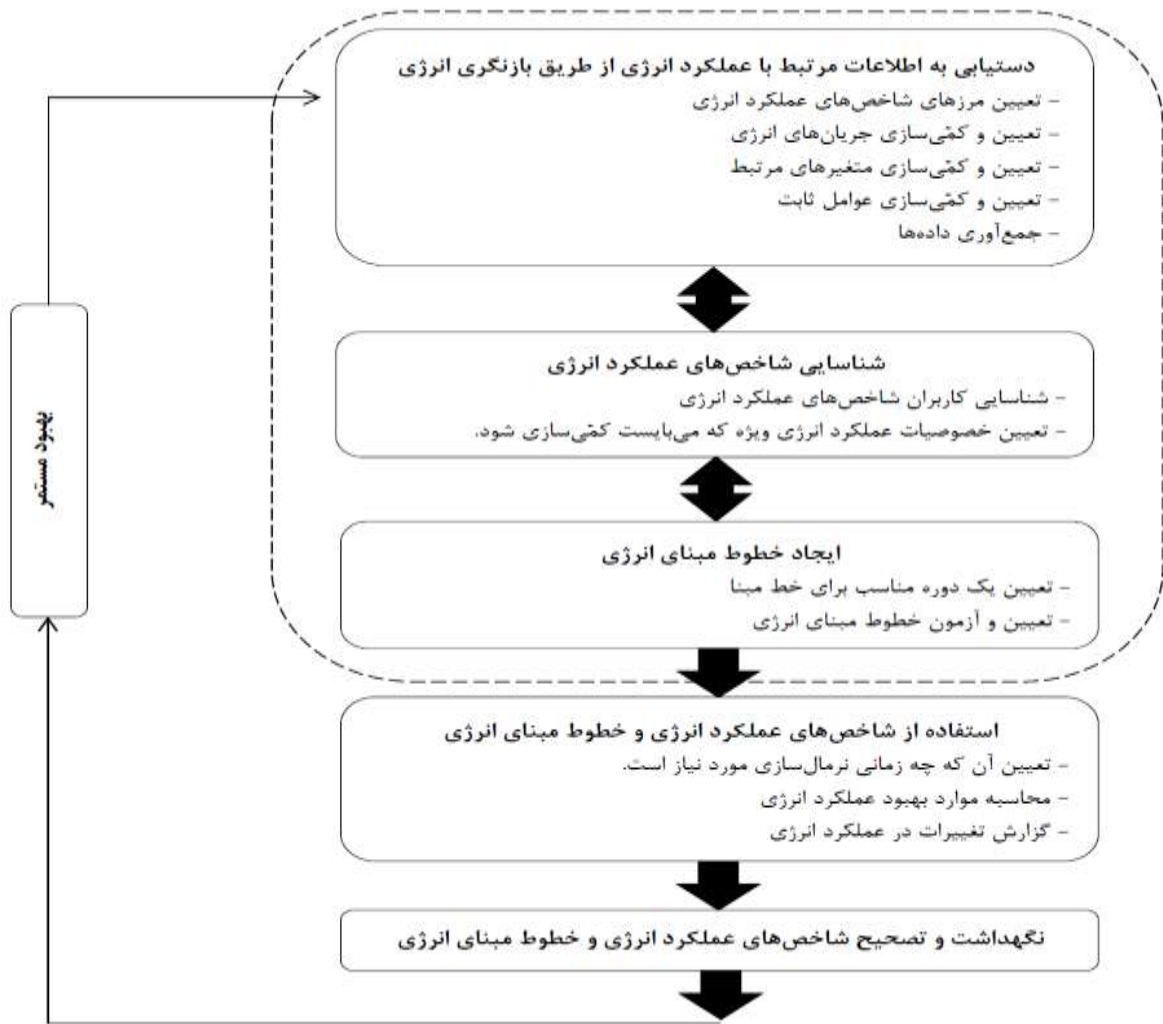 دستیابی به اطلاعات مرتبط با عملکرد انرژی از طریق بازنگری انرژی
- تعیین مرزهای شاخص‌های عملکرد انرژی
- تعیین و کمّی‌سازی جریان‌های انرژی
- تعیین و کمّی‌سازی متغیرهای مرتبط
- تعیین و کمّی‌سازی عوامل ثابت
- جمع‌آوری داده‌ها
شناسایی شاخص‌های عملکرد انرژی
- شناسایی کاربران شاخص‌های عملکرد انرژی
- تعیین خصوصیات عملکرد انرژی ویژه که می‌بایست کمّی‌سازی شود.
ایجاد خطوط مبنای انرژی
- تعیین یک دوره مناسب برای خط مبنا
- تعیین و آزمون خطوط مبنای انرژی
استفاده از شاخص‌های عملکرد انرژی و خطوط مبنای انرژی
- تعیین آن که چه زمانی نرمال‌سازی مورد نیاز است.
- محاسبه موارد بهبود عملکرد انرژی
- گزارش تغییرات در عملکرد انرژی
نگهداشت و تصحیح شاخص‌های عملکرد انرژی و خطوط مبنای انرژی
بهبود مستمر